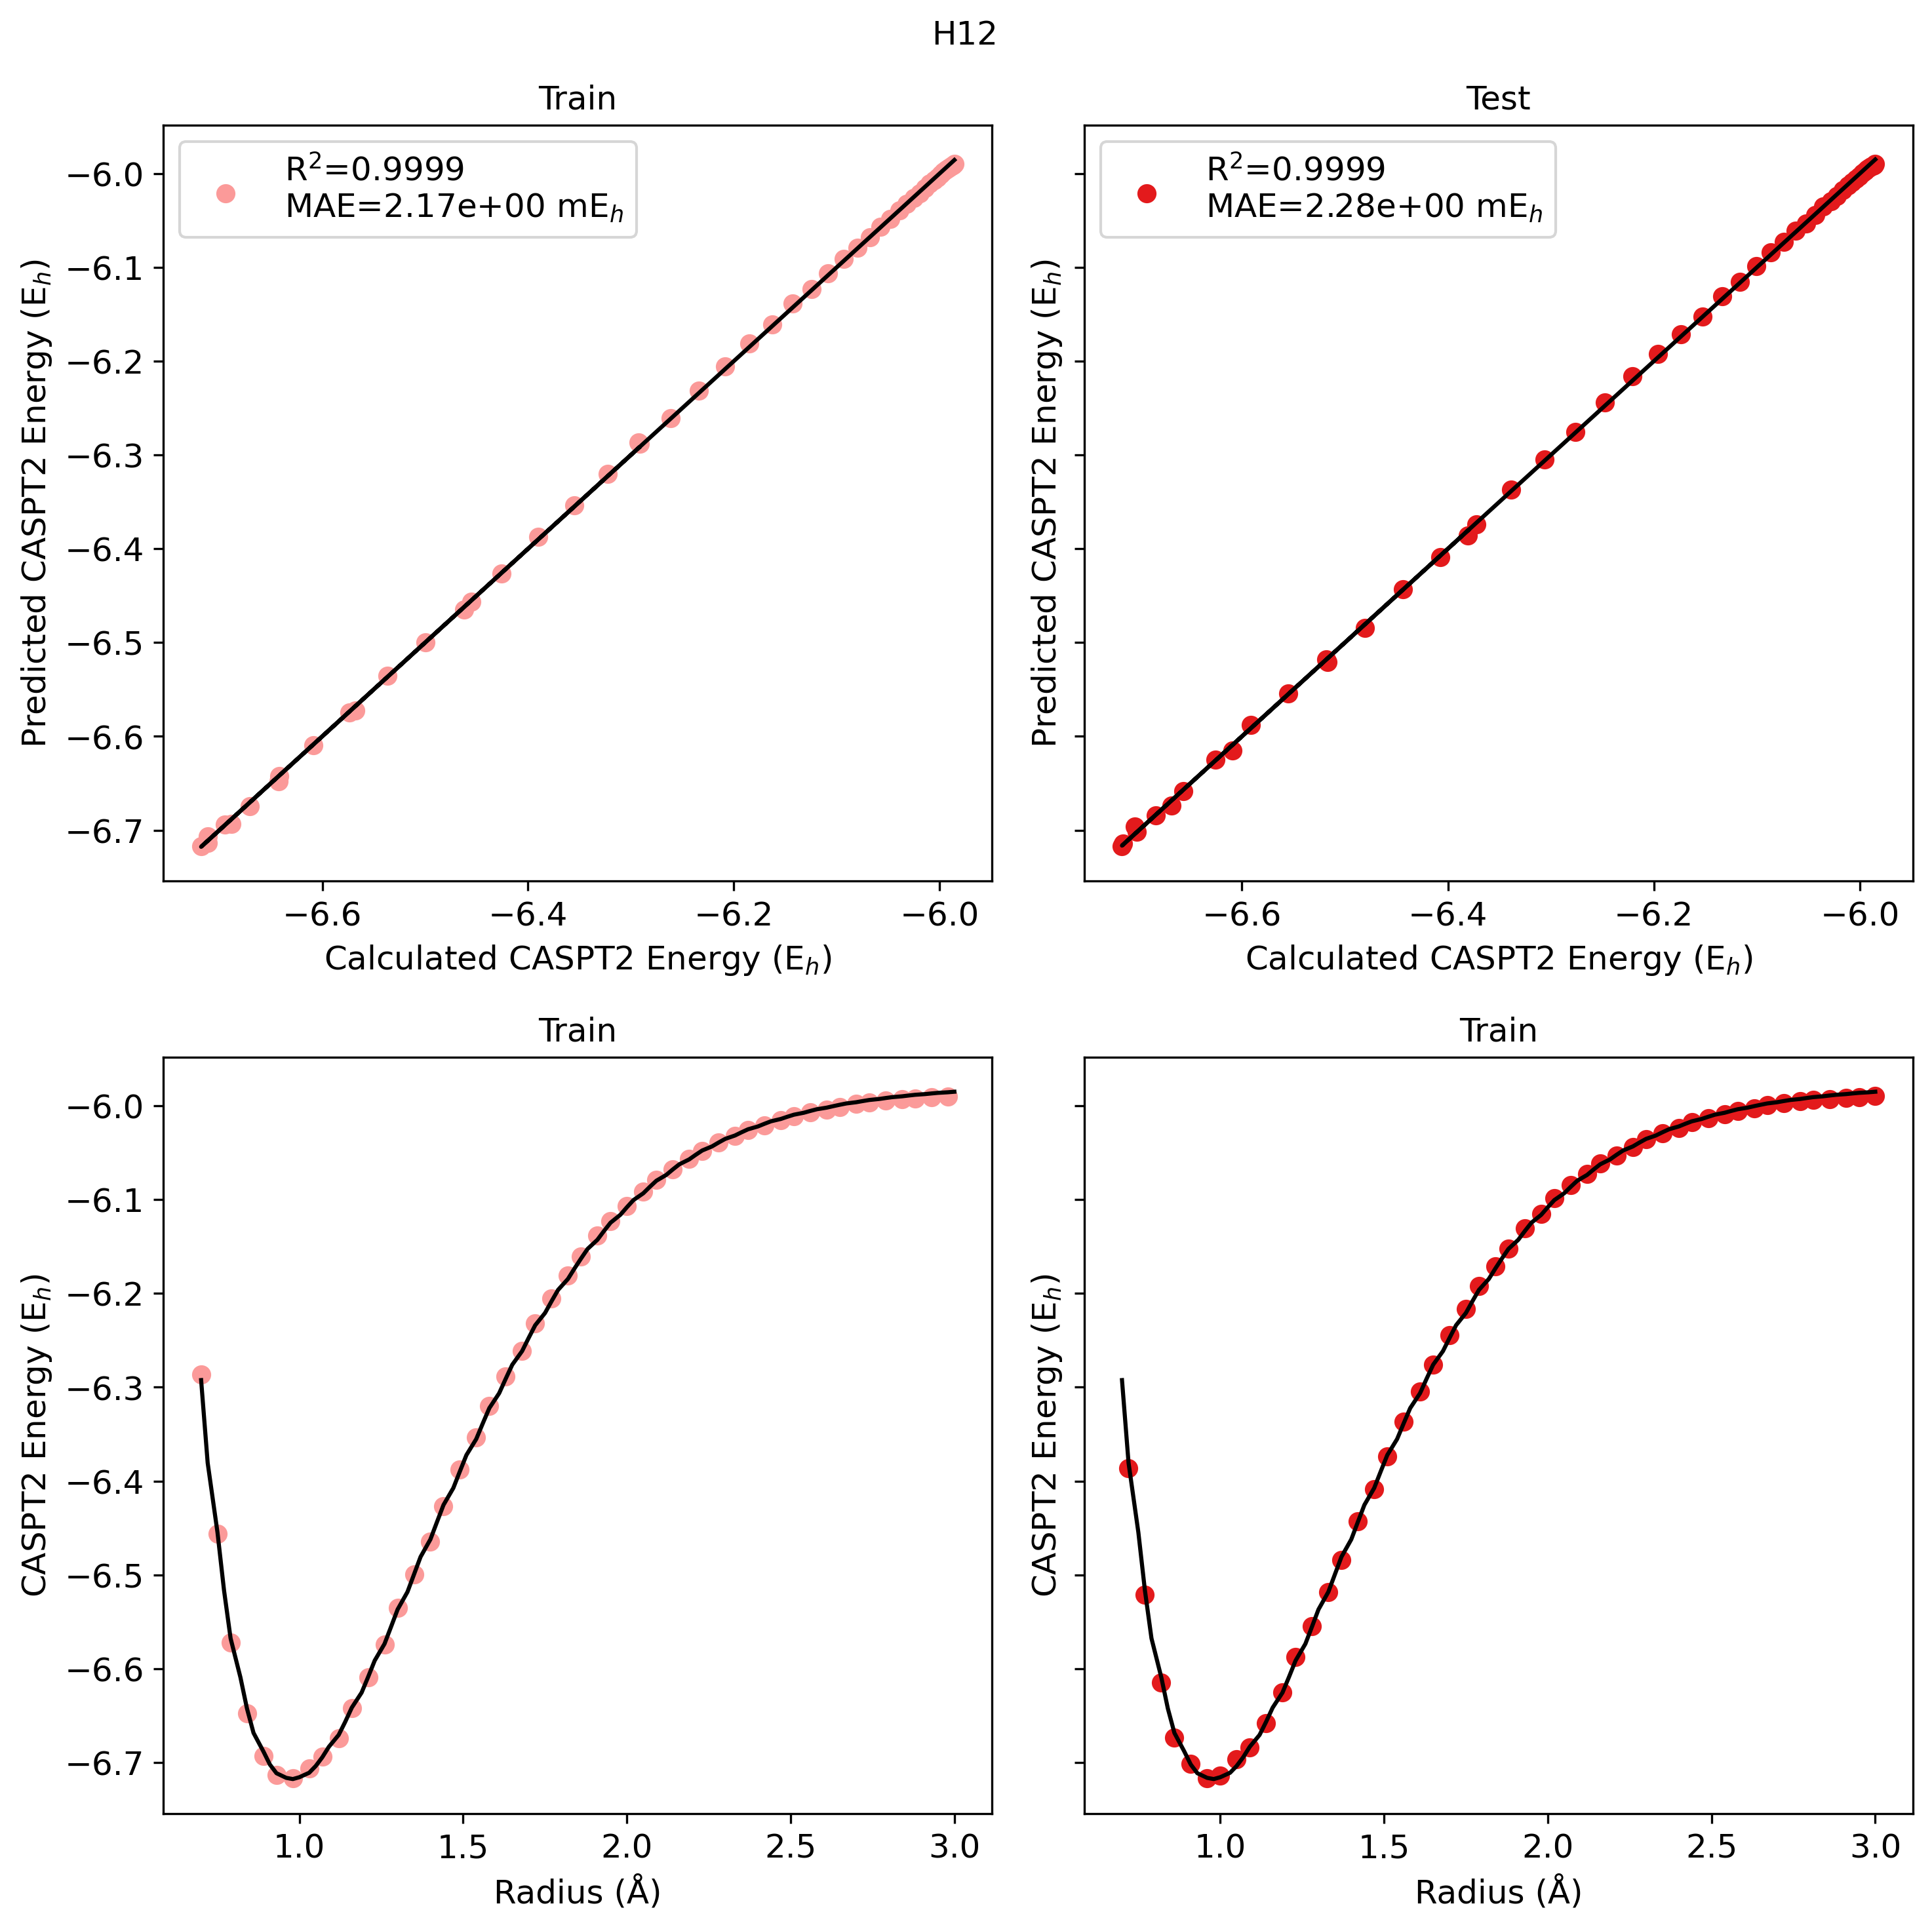 H12
Train
Test
R²=0.9999
MAE=2.17e+00 mEₕ
R²=0.9999
MAE=2.28e+00 mEₕ
Predicted CASPT2 Energy (Eₕ)
−6.0
−6.1
−6.2
−6.3
−6.4
−6.5
−6.6
−6.7
Predicted CASPT2 Energy (Eₕ)
−6.6 −6.4 −6.2 −6.0
Calculated CASPT2 Energy (Eₕ)
−6.6 −6.4 −6.2 −6.0
Calculated CASPT2 Energy (Eₕ)
Train
Train
CASPT2 Energy (Eₕ)
−6.0
−6.1
−6.2
−6.3
−6.4
−6.5
−6.6
−6.7
CASPT2 Energy (Eₕ)
1.0 1.5 2.0 2.5 3.0
Radius (Å)
1.0 1.5 2.0 2.5 3.0
Radius (Å)